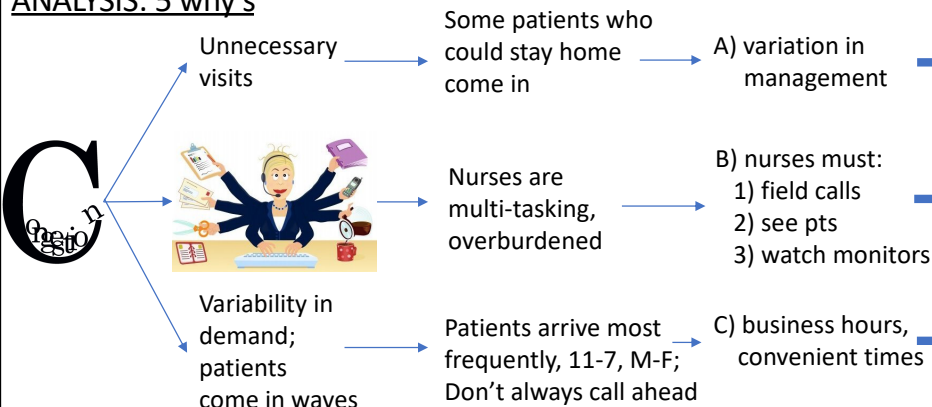 ANALYSIS: 5 why's
Unnecessary
visits
Some patients who
could stay home
come in
A) variation in
management
Congestion
Nurses are
multi-tasking,
overburdened
B) nurses must:
1) field calls
2) see pts
3) watch monitors
Variability in
demand;
patients
come in waves
Patients arrive most
frequently, 11-7, M-F;
Don't always call ahead
C) business hours,
convenient times